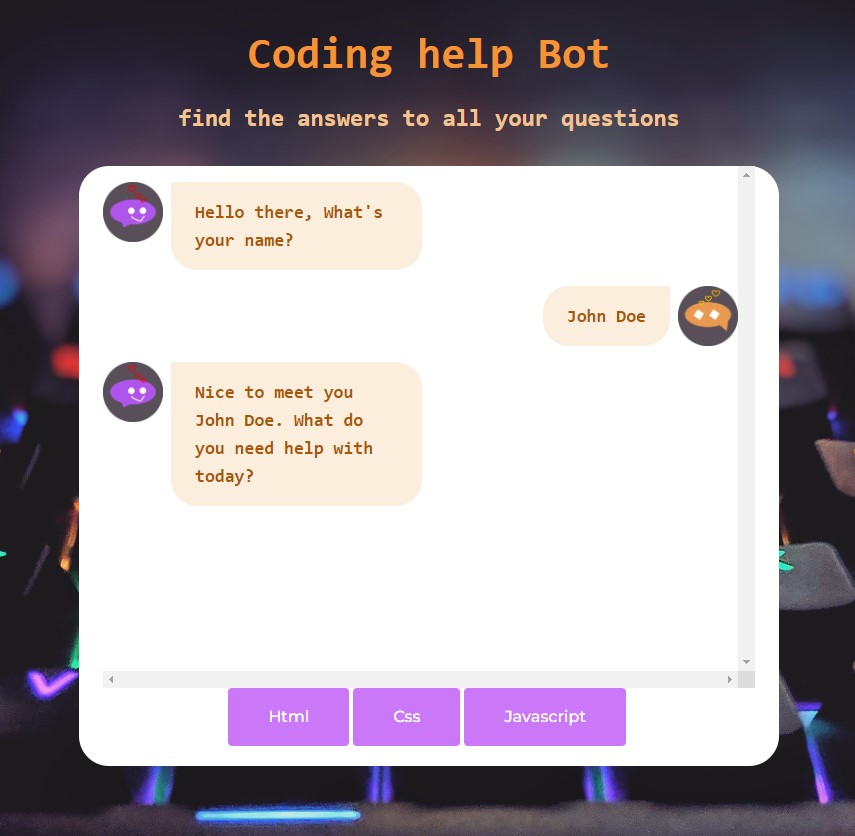 Coding help Bot
find the answers to all your questions
Hello there, What's
your name?
John Doe
Nice to meet you
John Doe. What do
you need help with
today?
Html Css Javascript